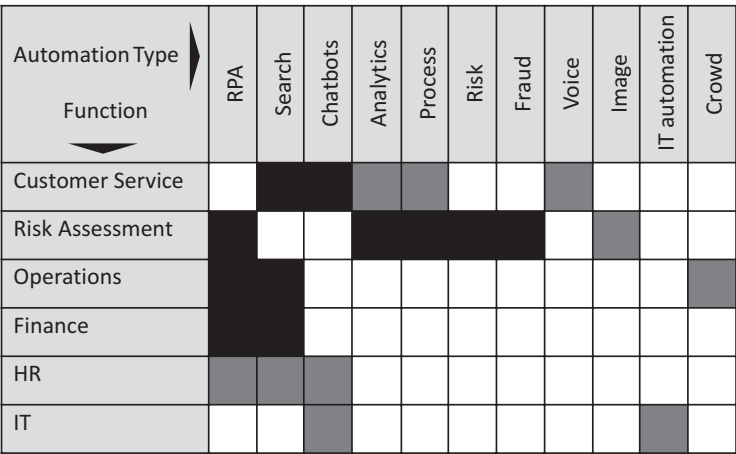 Automation Type
Function
RPA
Search
Chatbots
Analytics
Process
Risk
Fraud
Voice
Image
IT automation
Crowd
Customer Service
Risk Assessment
Operations
Finance
HR
IT